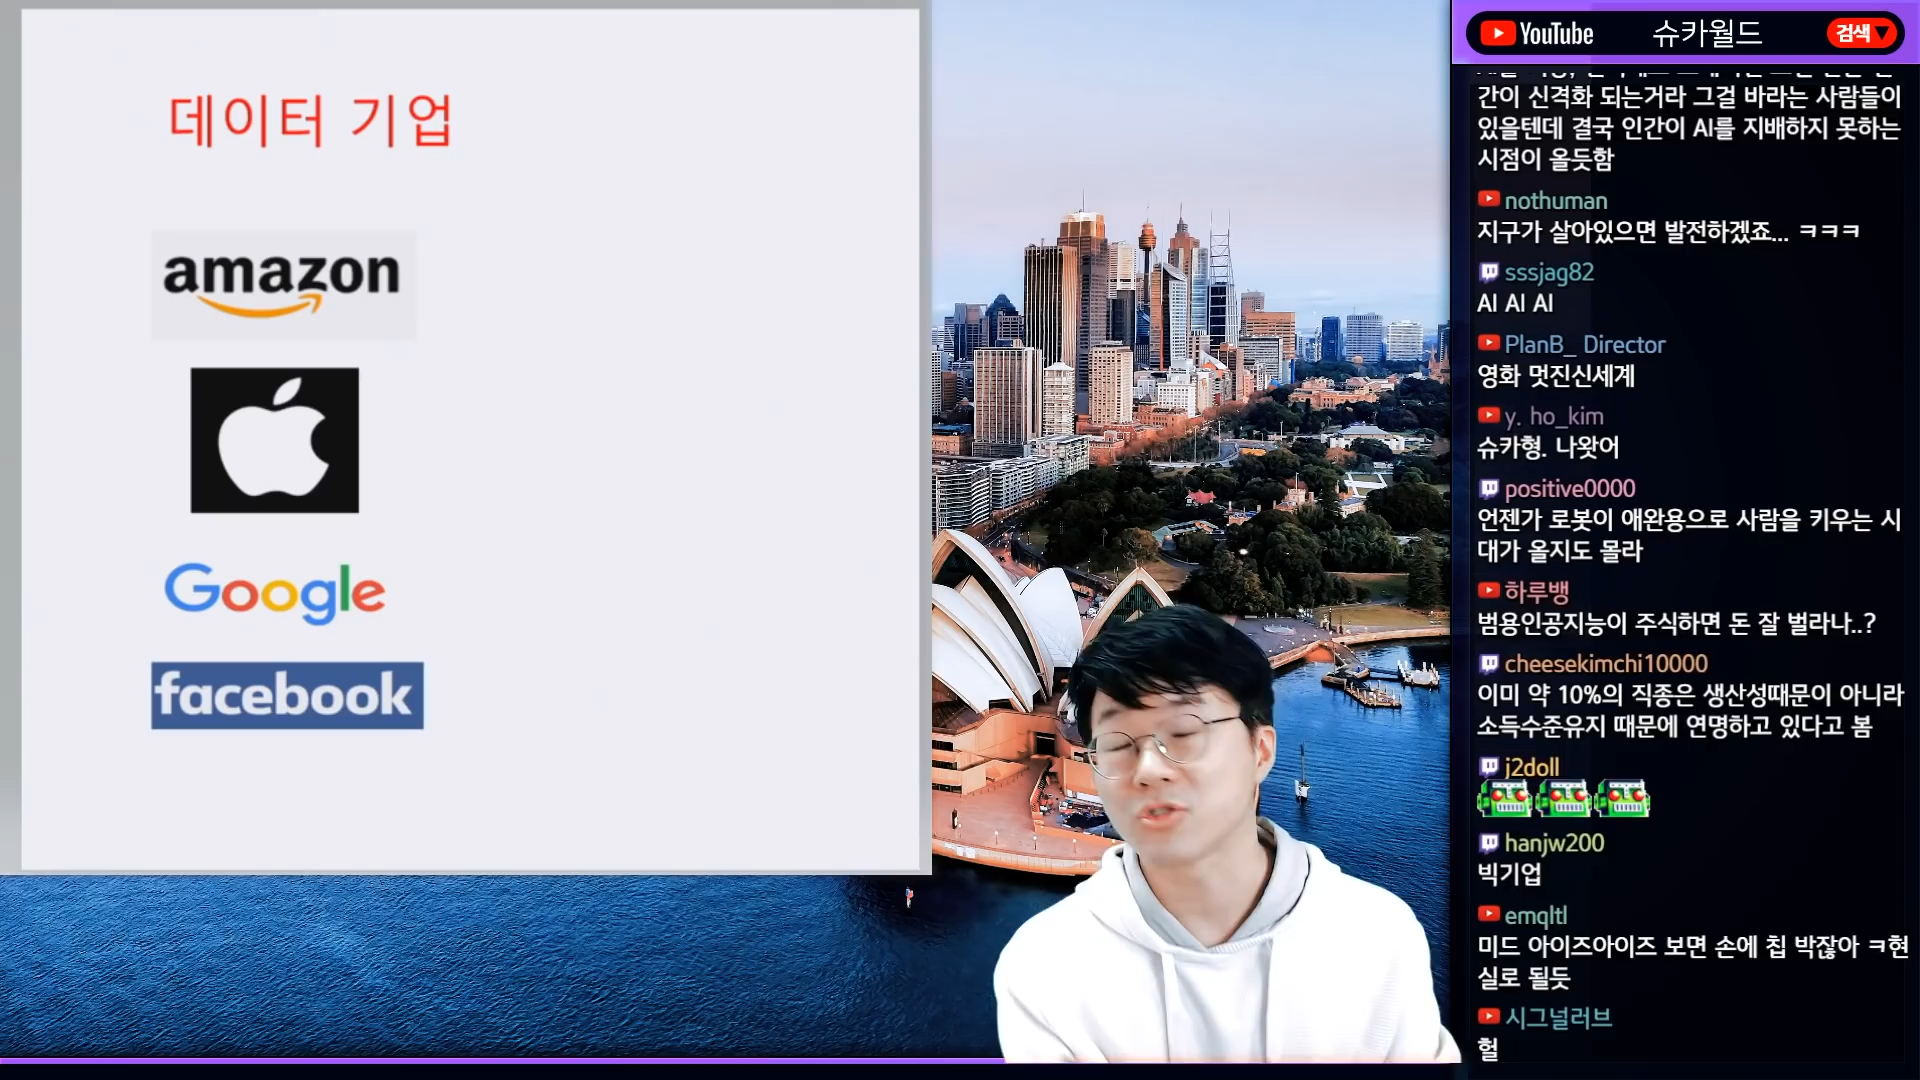 데이터 기업
amazon
Google
facebook
YouTube 슈카월드 검색▼
간이 신격화 되는거라 그걸 바라는 사람들이
있을텐데 결국 인간이 AI를 지배하지 못하는
시점이 올듯함
nothuman
지구가 살아있으면 발전하겠죠... ㅋㅋㅋ
sssjag82
AI AI AI
PlanB_ Director
영화 멋진신세계
y. ho_kim
슈카형. 나왓어
positive0000
언젠가 로봇이 애완용으로 사람을 키우는 시
대가 올지도 몰라
하루뱅
범용인공지능이 주식하면 돈 잘 벌라나..?
cheesekimchi10000
이미 약 10%의 직종은 생산성때문이 아니라
소득수준유지 때문에 연명하고 있다고 봄
j2doll
hanjw200
빅기업
emqltl
미드 아이즈아이즈 보면 손에 칩 박잖아 ㅋ현
실로 될듯
시그널러브
헐